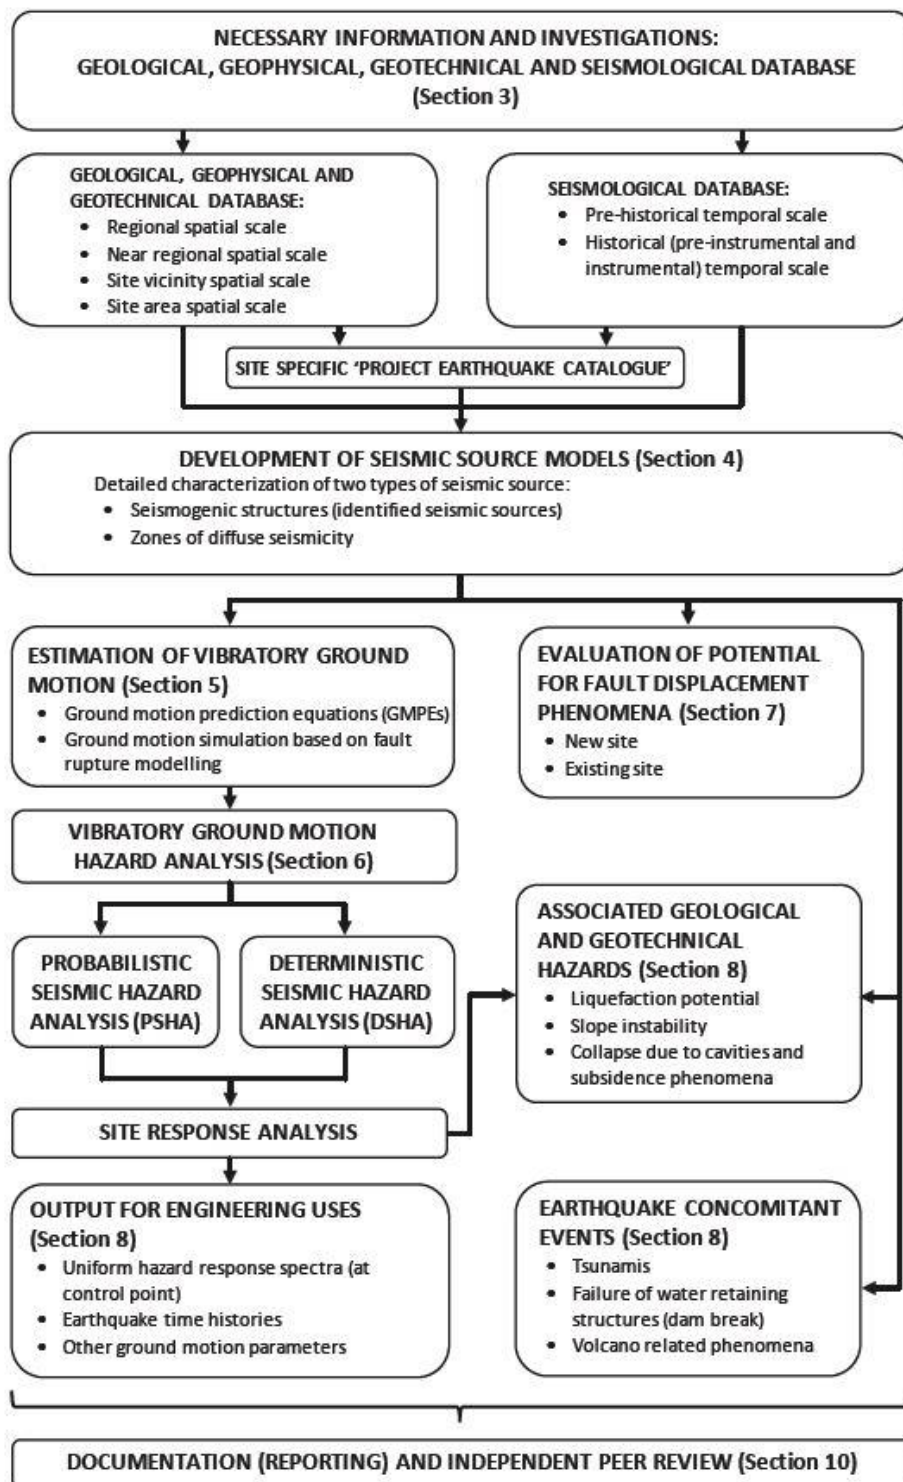 NECESSARY INFORMATION AND INVESTIGATIONS:
GEOLOGICAL, GEOPHYSICAL, GEOTECHNICAL AND SEISMOLOGICAL DATABASE
(Section 3)
GEOLOGICAL, GEOPHYSICAL AND
GEOTECHNICAL DATABASE:
• Regional spatial scale
• Near regional spatial scale
• Site vicinity spatial scale
• Site area spatial scale
SEISMOLOGICAL DATABASE:
• Pre-historical temporal scale
• Historical (pre-instrumental and
instrumental) temporal scale
SITE SPECIFIC ‘PROJECT EARTHQUAKE CATALOGUE’
DEVELOPMENT OF SEISMIC SOURCE MODELS (Section 4)
Detailed characterization of two types of seismic source:
• Seismogenic structures (identified seismic sources)
• Zones of diffuse seismicity
ESTIMATION OF VIBRATORY GROUND
MOTION (Section 5)
• Ground motion prediction equations (GMPEs)
• Ground motion simulation based on fault
rupture modelling
EVALUATION OF POTENTIAL
FOR FAULT DISPLACEMENT
PHENOMENA (Section 7)
• New site
• Existing site
VIBRATORY GROUND MOTION
HAZARD ANALYSIS (Section 6)
PROBABILISTIC
SEISMIC HAZARD
ANALYSIS (PSHA)
DETERMINISTIC
SEISMIC HAZARD
ANALYSIS (DSHA)
ASSOCIATED GEOLOGICAL
AND GEOTECHNICAL
HAZARDS (Section 8)
• Liquefaction potential
• Slope instability
• Collapse due to cavities and
subsidence phenomena
SITE RESPONSE ANALYSIS
OUTPUT FOR ENGINEERING USES
(Section 8)
• Uniform hazard response spectra (at
control point)
• Earthquake time histories
• Other ground motion parameters
EARTHQUAKE CONCOMITANT
EVENTS (Section 8)
• Tsunamis
• Failure of water retaining
structures (dam break)
• Volcano related phenomena
DOCUMENTATION (REPORTING) AND INDEPENDENT PEER REVIEW (Section 10)